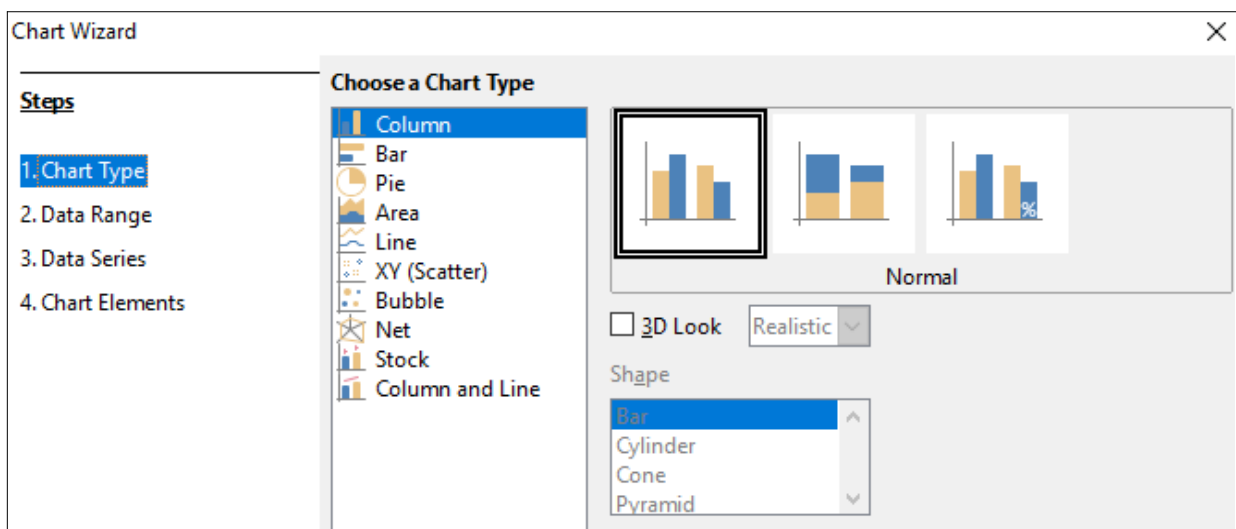 Chart Wizard
Steps
1. Chart Type
2. Data Range
3. Data Series
4. Chart Elements
Choose a Chart Type
Column
Bar
Pie
Area
Line
XY (Scatter)
Bubble
Net
Stock
Column and Line
%
Normal
3D Look
Realistic
Shape
Bar
Cylinder
Cone
Pyramid